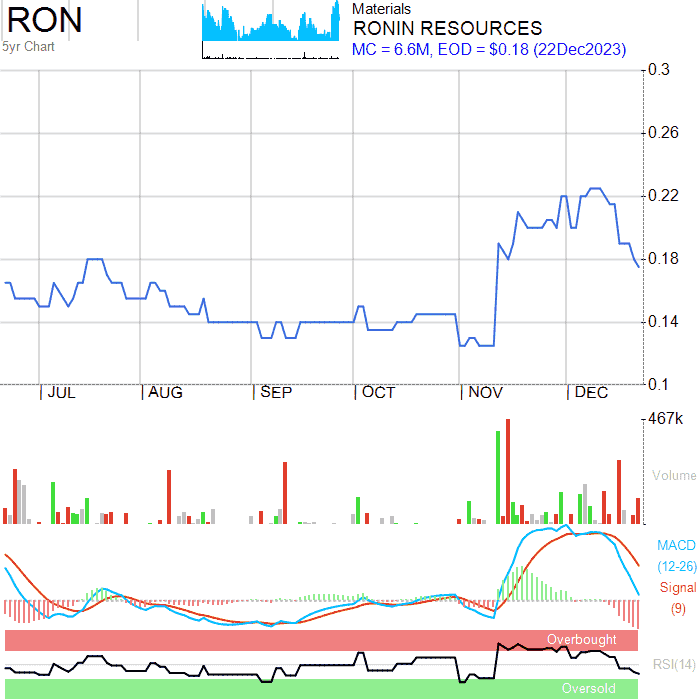 RON
5yr Chart
Materials
RONIN RESOURCES
MC = 6.6M, EOD = $0.18 (22Dec2023)
0.3
0.26
0.22
0.18
0.14
0.1
JUL AUG SEP OCT NOV DEC
467k
Volume
MACD
(12-26)
Signal
(9)
Overbought
RSI(14)
Oversold